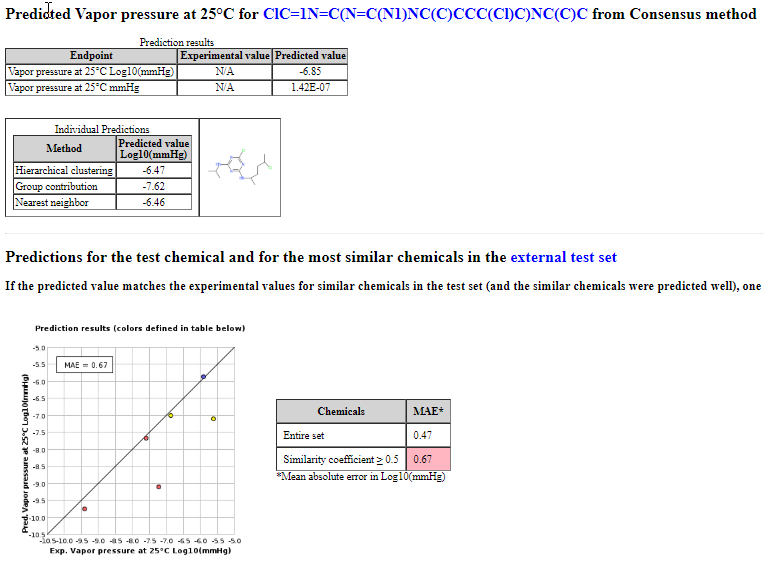 Predicted Vapor pressure at 25°C for ClC=1N=C(N=C(N1)NC(C)CCC(Cl)C)NC(C)C from Consensus method
Prediction results
Endpoint Experimental value Predicted value
Vapor pressure at 25°C Log10(mmHg) N/A -6.85
Vapor pressure at 25°C mmHg N/A 1.42E-07
Individual Predictions
Method Predicted value
Log10(mmHg)
Hierarchical clustering -6.47
Group contribution -7.62
Nearest neighbor -6.46
Predictions for the test chemical and for the most similar chemicals in the external test set
If the predicted value matches the experimental values for similar chemicals in the test set (and the similar chemicals were predicted well), one
Prediction results (colors defined in table below)
MAE = 0.67
Pred. Vapor pressure at 25°C Log10(mmHg)
-5.0
-5.5
-6.0
-6.5
-7.0
-7.5
-8.0
-8.5
-9.0
-9.5
-10.0
-10.5
-10.5 -10.0 -9.5 -9.0 -8.5 -8.0 -7.5 -7.0 -6.5 -6.0 -5.5 -5.0
Exp. Vapor pressure at 25°C Log10(mmHg)
Chemicals MAE*
Entire set 0.47
Similarity coefficient ≥ 0.5 0.67
*Mean absolute error in Log10(mmHg)